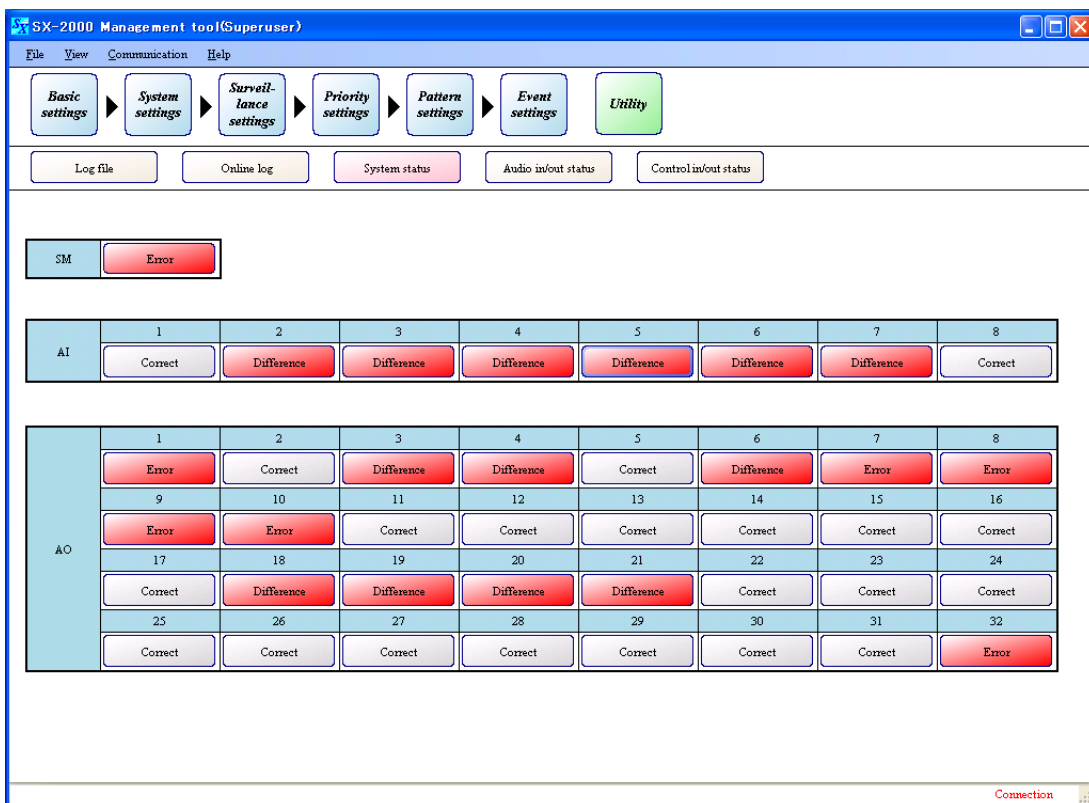 SX-2000 Management tool(Superuser)
File View Communication Help
Basic settings System settings Surveil-lance settings Priority settings Pattern settings Event settings Utility
Log file Online log System status Audio in/out status Control in/out status
SM Error
1 2 3 4 5 6 7 8
AI Correct Difference Difference Difference Difference Difference Difference Correct
1 2 3 4 5 6 7 8
Error Correct Difference Difference Correct Difference Error Error
9 10 11 12 13 14 15 16
Error Error Correct Correct Correct Correct Correct Correct
AO
17 18 19 20 21 22 23 24
Correct Difference Difference Difference Difference Correct Correct Correct
25 26 27 28 29 30 31 32
Correct Correct Correct Correct Correct Correct Correct Error
Connection